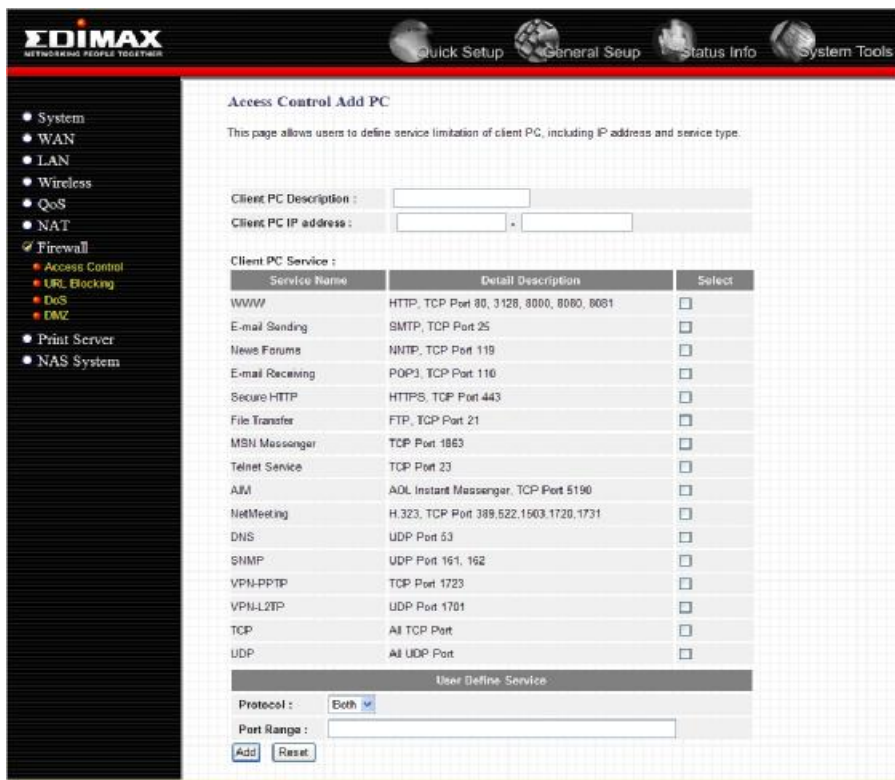 EDIMAX
NETWORKING PEOPLE TOGETHER
Quick Setup General Seup Status Info System Tools
System
WAN
LAN
Wireless
QoS
NAT
Firewall
Access Control
URL Blocking
DoS
DMZ
Print Server
NAS System
Access Control Add PC
This page allows users to define service limitation of client PC, including IP address and service type.
Client PC Description :
Client PC IP address : -
Client PC Service :
Service Name Detail Description Select
WWW HTTP, TCP Port 80, 3128, 8000, 8080, 8081
E-mail Sending SMTP, TCP Port 25
News Forums NNTP, TCP Port 119
E-mail Receiving POP3, TCP Port 110
Secure HTTP HTTPS, TCP Port 443
File Transfer FTP, TCP Port 21
MSN Messenger TCP Port 1863
Telnet Service TCP Port 23
AIM AOL Instant Messenger, TCP Port 5190
NetMeeting H.323, TCP Port 389,522,1503,1720,1731
DNS UDP Port 53
SNMP UDP Port 161, 162
VPN-PPTP TCP Port 1723
VPN-L2TP UDP Port 1701
TCP All TCP Port
UDP All UDP Port
User Define Service
Protocol : Both
Port Range :
Add Reset